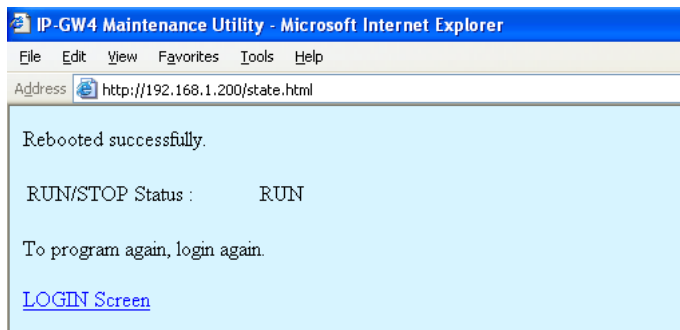 IP-GW4 Maintenance Utility - Microsoft Internet Explorer
File Edit View Favorites Tools Help
Address http://192.168.1.200/state.html
Rebooted successfully.
RUN/STOP Status : RUN
To program again, login again.
LOGIN Screen